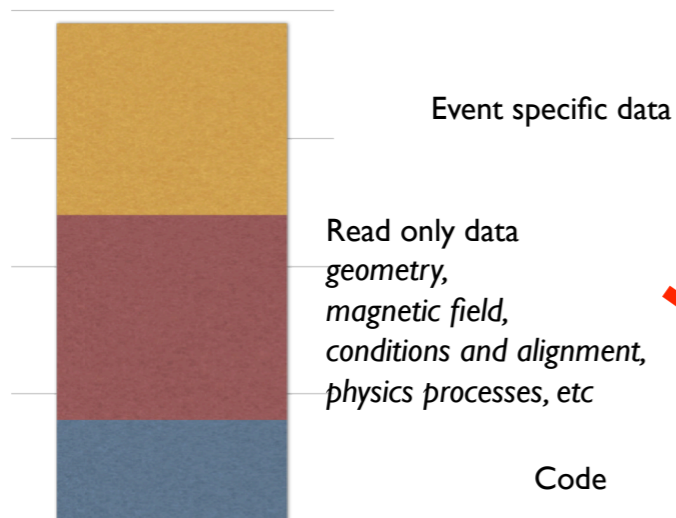 Event specific data
Read only data
geometry,
magnetic field,
conditions and alignment,
physics processes, etc
Code